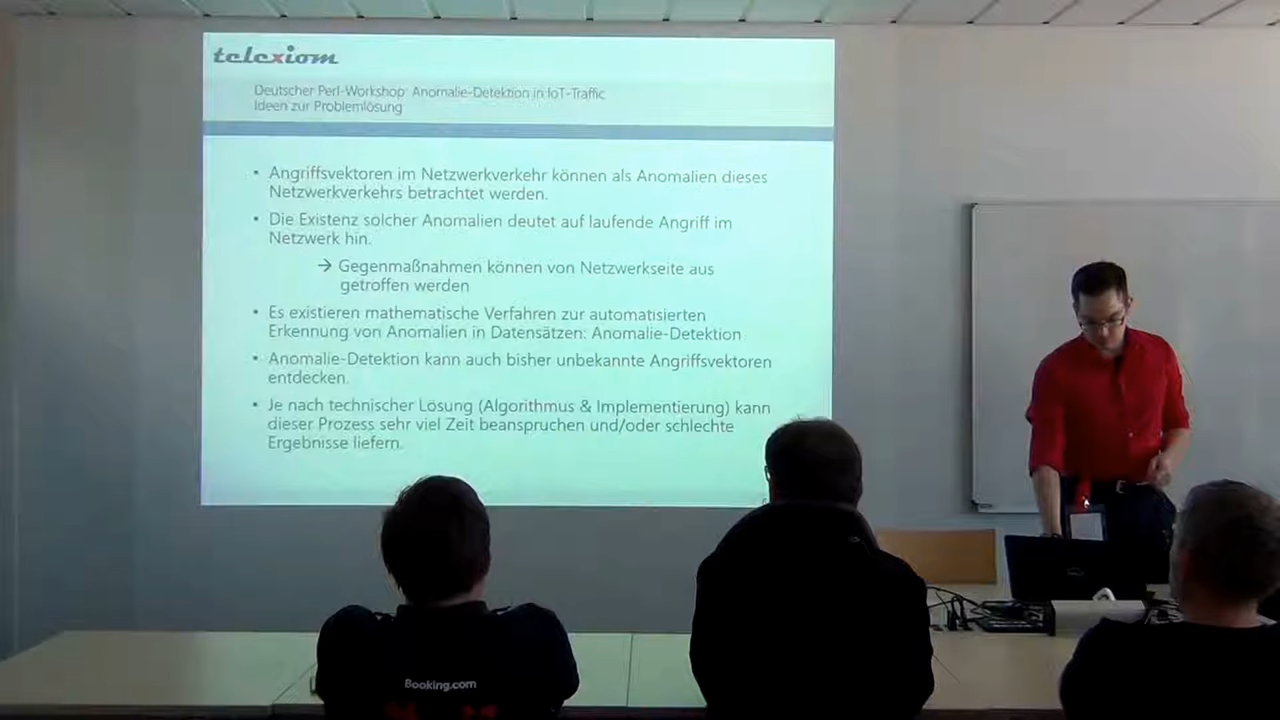 telexiom
Deutscher Perl-Workshop: Anomalie-Detektion in IoT-Traffic
Ideen zur Problemlösung
• Angriffsvektoren im Netzwerkverkehr können als Anomalien dieses
Netzwerkverkehrs betrachtet werden.
• Die Existenz solcher Anomalien deutet auf laufende Angriff im
Netzwerk hin.
→ Gegenmaßnahmen können von Netzwerkseite aus
getroffen werden
• Es existieren mathematische Verfahren zur automatisierten
Erkennung von Anomalien in Datensätzen: Anomalie-Detektion
• Anomalie-Detektion kann auch bisher unbekannte Angriffsvektoren
entdecken.
• Je nach technischer Lösung (Algorithmus & Implementierung) kann
dieser Prozess sehr viel Zeit beanspruchen und/oder schlechte
Ergebnisse liefern.
Booking.com